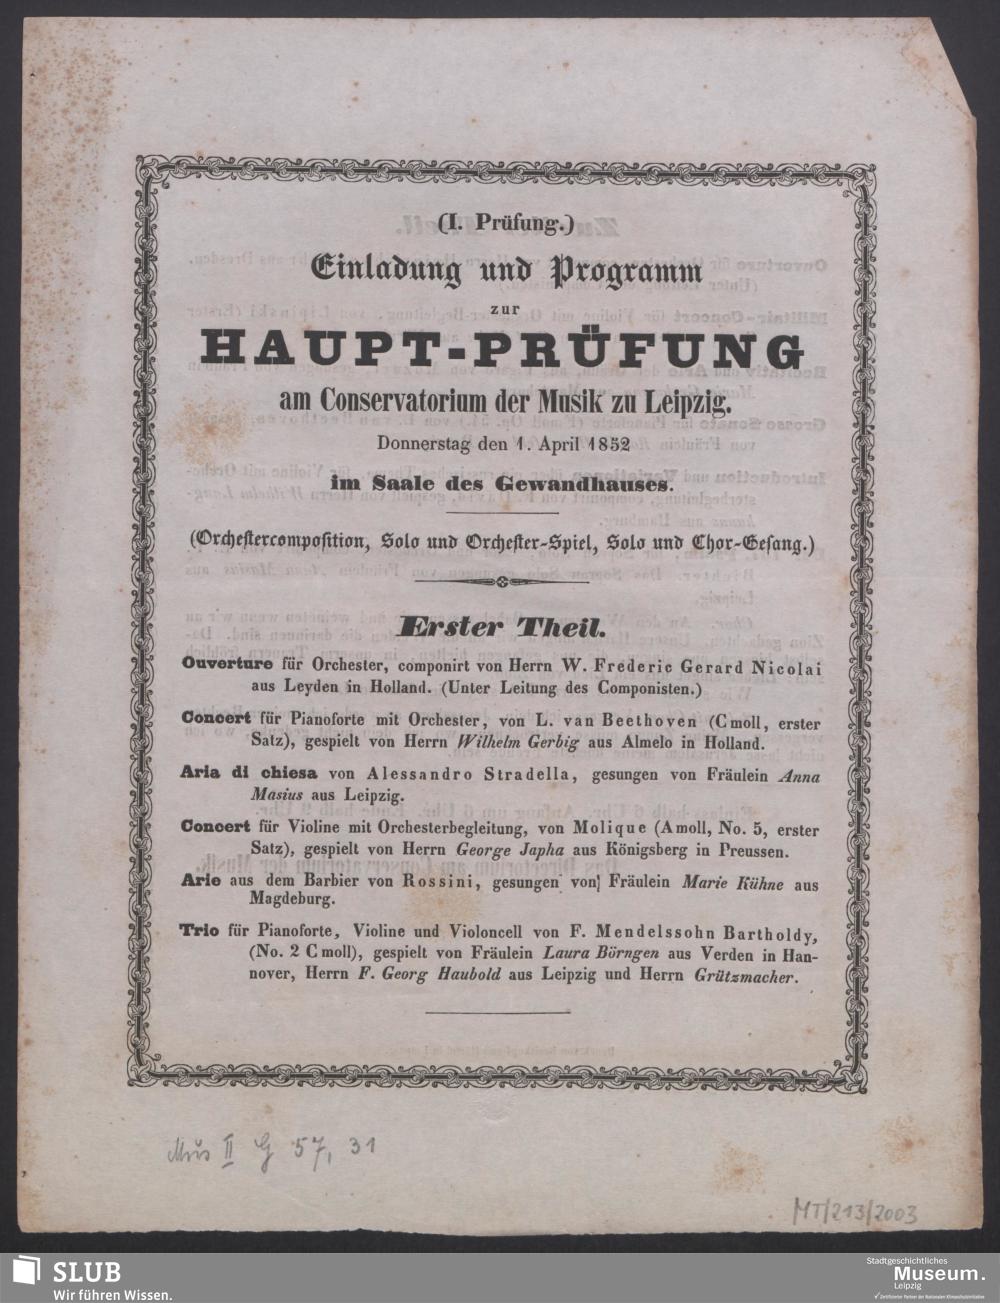 (I. Prüfung.)
Einladung und Programm
zur
HAUPT-PRÜFUNG
am Conservatorium der Musik zu Leipzig.
Donnerstag den 1. April 1852
im Saale des Gewandhauses.
(Orchestercomposition, Solo und Orchester-Spiel, Solo und Chor-Gesang.)
Erster Theil.
Ouverture für Orchester, componirt von Herrn W. Frederic Gerard Nicolai
aus Leyden in Holland. (Unter Leitung des Componisten.)
Concert für Pianoforte mit Orchester, von L. van Beethoven (C moll, erster
Satz), gespielt von Herrn Wilhelm Gerbig aus Almelo in Holland.
Aria di chiesa von Alessandro Stradella, gesungen von Fräulein Anna
Masius aus Leipzig.
Concert für Violine mit Orchesterbegleitung, von Molique (A moll, No. 5, erster
Satz), gespielt von Herrn George Japha aus Königsberg in Preussen.
Arie aus dem Barbier von Rossini, gesungen von Fräulein Marie Kühne aus
Magdeburg.
Trio für Pianoforte, Violine und Violoncell von F. Mendelssohn Bartholdy,
(No. 2 C moll), gespielt von Fräulein Laura Börngen aus Verden in Han-
nover, Herrn F. Georg Haubold aus Leipzig und Herrn Grützmacher.
Mus II G 57, 31
MT/213/2003
SLUB
Wir führen Wissen.
Stadtgeschichtliches
Museum.
Leipzig
Zertifizierter Partner der Nationalen Klimaschutzinitiative